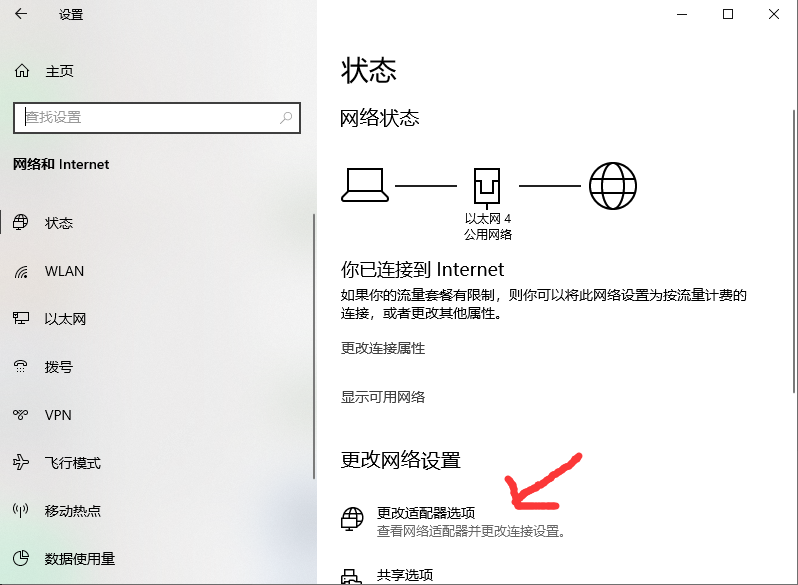 设置
主页
查找设置
网络和 Internet
状态
WLAN
以太网
拨号
VPN
飞行模式
移动热点
数据使用量
状态
网络状态
以太网 4
公用网络
你已连接到 Internet
如果你的流量套餐有限制，则你可以将此网络设置为按流量计费的
连接，或者更改其他属性。
更改连接属性
显示可用网络
更改网络设置
更改适配器选项
查看网络适配器并更改连接设置。
共享选项